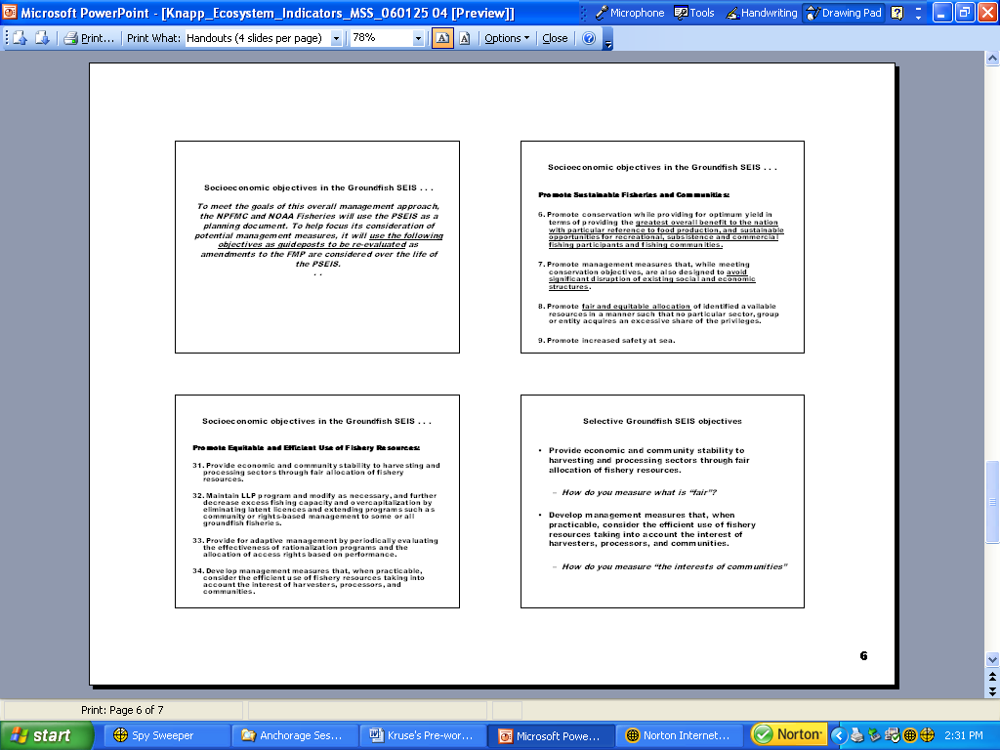 Microsoft PowerPoint - [Knapp_Ecosystem_Indicators_MSS_060125 04 [Preview]]
Microphone Tools Handwriting Drawing Pad
Print... Print What: Handouts (4 slides per page) 78% Options Close
Socioeconomic objectives in the Groundfish SEIS . . .
To meet the goals of this overall management approach,
the NPFMC and NOAA Fisheries will use the PSEIS as a
planning document. To help focus its consideration of
potential management measures, it will use the following
objectives as guideposts to be re-evaluated as
amendments to the FMP are considered over the life of
the PSEIS.
. .
Socioeconomic objectives in the Groundfish SEIS . . .
Promote Sustainable Fisheries and Communities:
6. Promote conservation while providing for optimum yield in
terms of providing the greatest overall benefit to the nation
with particular reference to food production, and sustainable
opportunities for recreational, subsistence and commercial
fishing participants and fishing communities.
7. Promote management measures that, while meeting
conservation objectives, are also designed to avoid
significant disruption of existing social and economic
structures.
8. Promote fair and equitable allocation of identified available
resources in a manner such that no particular sector, group
or entity acquires an excessive share of the privileges.
9. Promote increased safety at sea.
Socioeconomic objectives in the Groundfish SEIS . . .
Promote Equitable and Efficient Use of Fishery Resources:
31. Provide economic and community stability to harvesting and
processing sectors through fair allocation of fishery
resources.
32. Maintain LLP program and modify as necessary, and further
decrease excess fishing capacity and overcapitalization by
eliminating latent licences and extending programs such as
community or rights-based management to some or all
groundfish fisheries.
33. Provide for adaptive management by periodically evaluating
the effectiveness of rationalization programs and the
allocation of access rights based on performance.
34. Develop management measures that, when practicable,
consider the efficient use of fishery resources taking into
account the interest of harvesters, processors, and
communities.
Selective Groundfish SEIS objectives
• Provide economic and community stability to
harvesting and processing sectors through fair
allocation of fishery resources.
– How do you measure what is “fair”?
• Develop management measures that, when
practicable, consider the efficient use of fishery
resources taking into account the interest of
harvesters, processors, and communities.
– How do you measure “the interests of communities”
6
Print: Page 6 of 7
start Spy Sweeper Anchorage Ses... Kruse's Pre-wor... Microsoft Powe... Norton Internet... Norton 2:31 PM